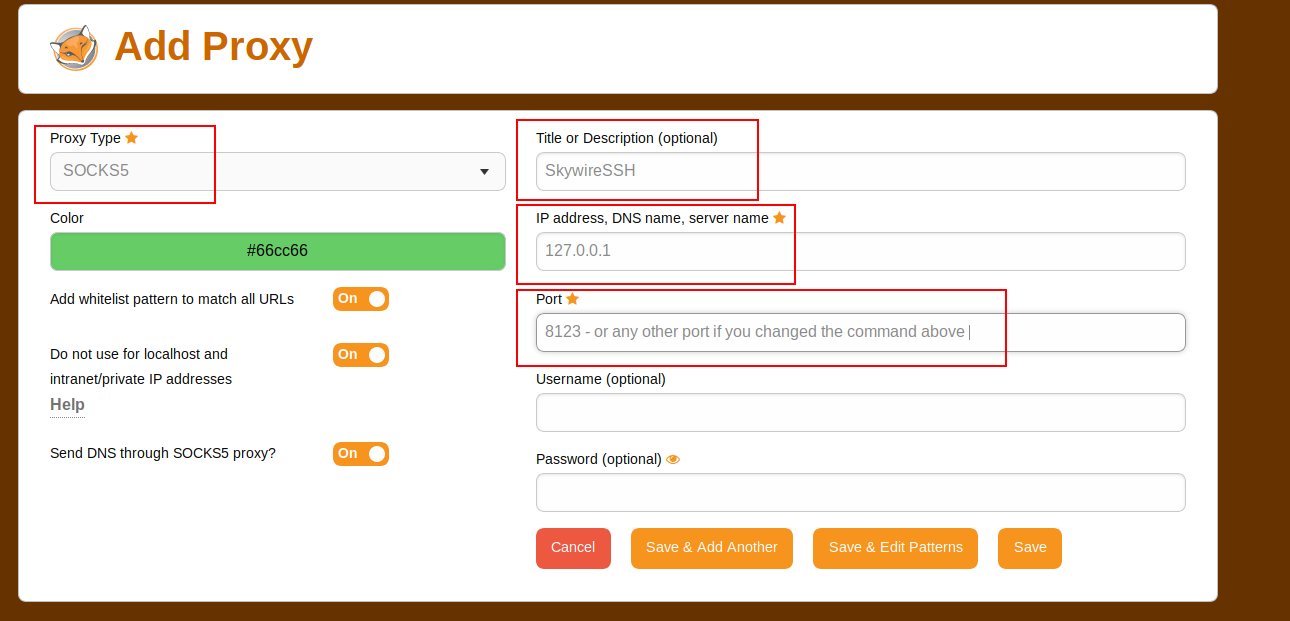 Add Proxy
Proxy Type
SOCKS5
Color
#66cc66
Add whitelist pattern to match all URLs
On
Do not use for localhost and
intranet/private IP addresses
On
Help
Send DNS through SOCKS5 proxy?
On
Title or Description (optional)
SkywireSSH
IP address, DNS name, server name
127.0.0.1
Port
8123 - or any other port if you changed the command above
Username (optional)
Password (optional)
Cancel
Save & Add Another
Save & Edit Patterns
Save